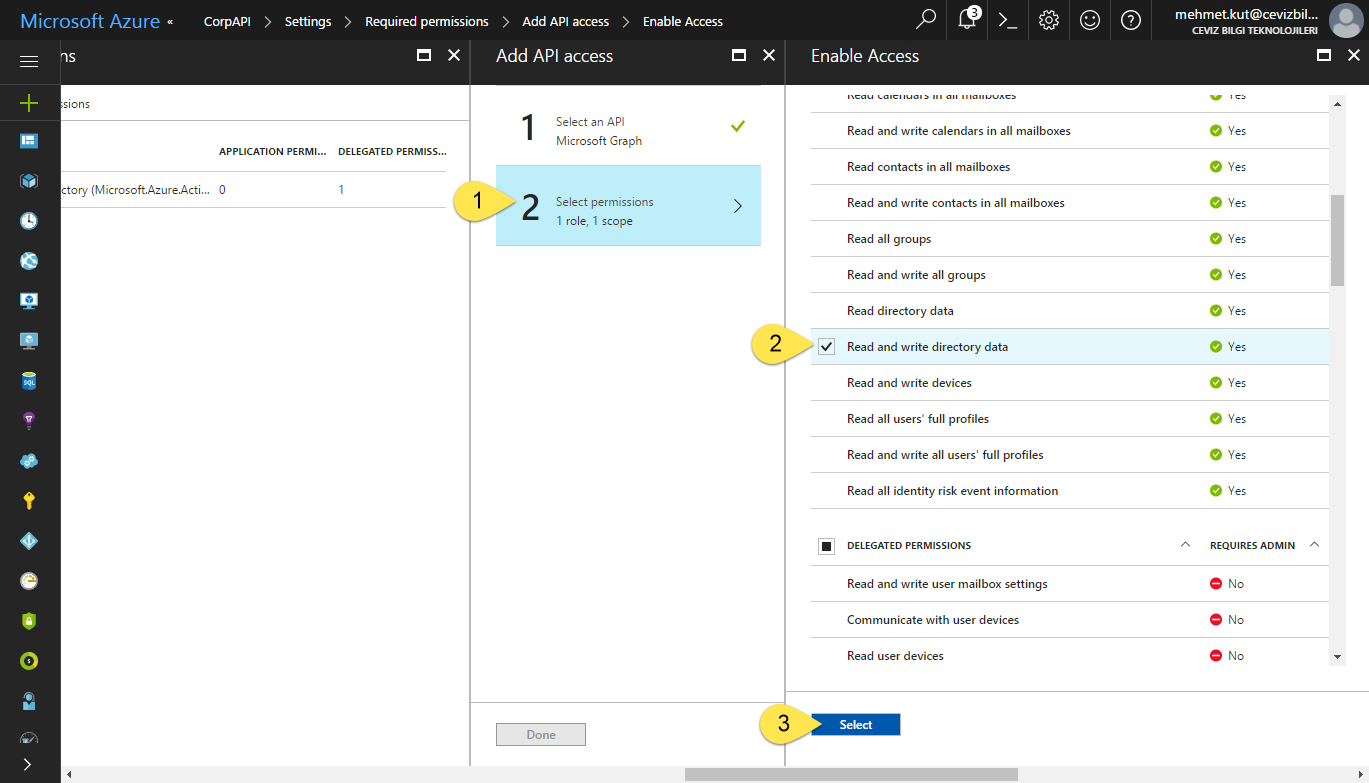 Microsoft Azure « CorpAPI > Settings > Required permissions > Add API access > Enable Access
3
mehmet.kut@cevizbil...
CEVIZ BILGI TEKNOLOJILERI
ns
ssions
APPLICATION PERMI... DELEGATED PERMISS...
ctory (Microsoft.Azure.Acti... 0 1
Add API access
1
Select an API
Microsoft Graph
1
2
Select permissions
1 role, 1 scope
Done
Enable Access
Read calendars in all mailboxes Yes
Read and write calendars in all mailboxes Yes
Read contacts in all mailboxes Yes
Read and write contacts in all mailboxes Yes
Read all groups Yes
Read and write all groups Yes
Read directory data Yes
2
Read and write directory data Yes
Read and write devices Yes
Read all users' full profiles Yes
Read and write all users' full profiles Yes
Read all identity risk event information Yes
DELEGATED PERMISSIONS REQUIRES ADMIN
Read and write user mailbox settings No
Communicate with user devices No
Read user devices No
3
Select
SQL